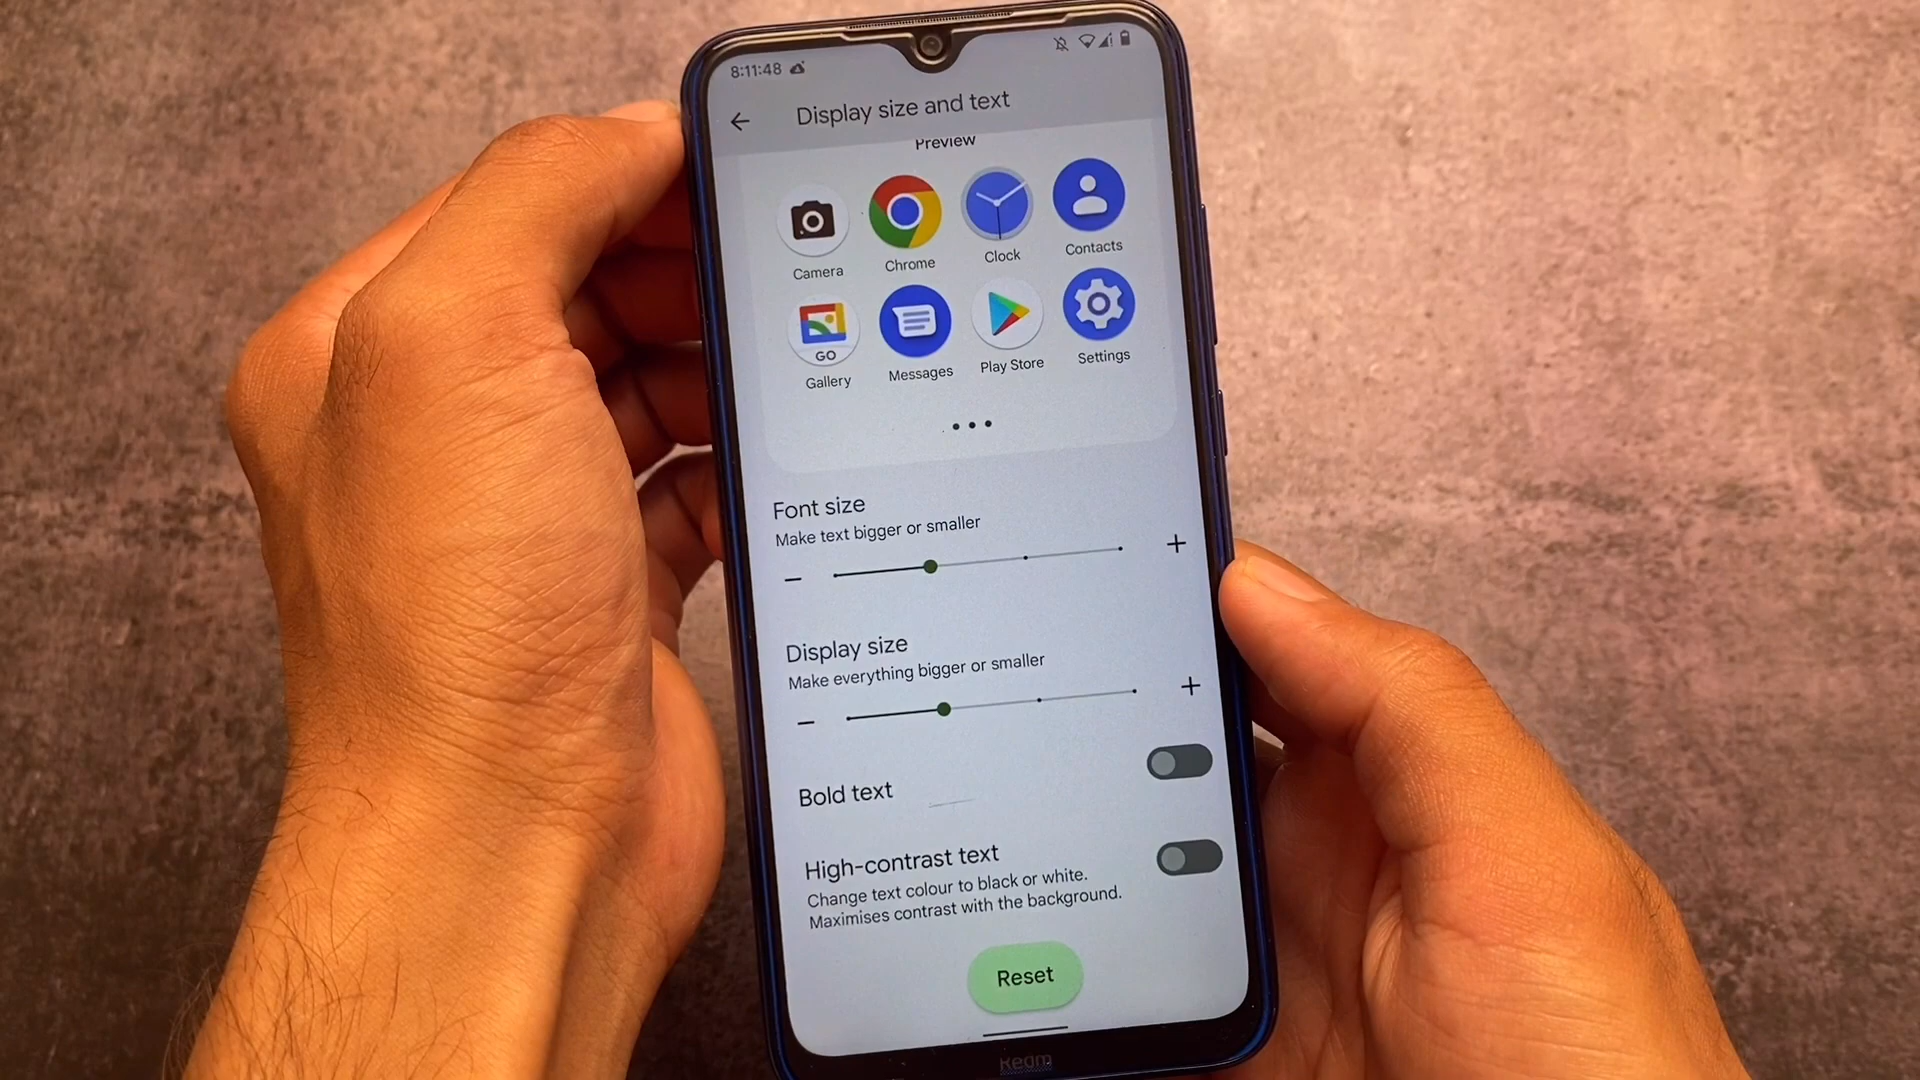 8:11:48
Display size and text
Preview
Camera
Chrome
Clock
Contacts
GO
Gallery
Messages
Play Store
Settings
Font size
Make text bigger or smaller
Display size
Make everything bigger or smaller
Bold text
High-contrast text
Change text colour to black or white.
Maximises contrast with the background.
Reset